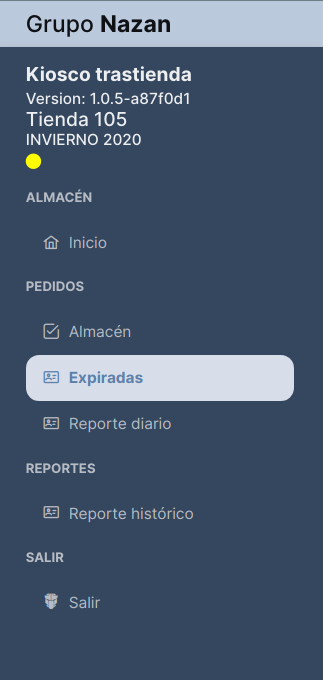 Grupo Nazan
Kiosco trastienda
Version: 1.0.5-a87f0d1
Tienda 105
INVIERNO 2020
ALMACÉN
Inicio
PEDIDOS
Almacén
Expiradas
Reporte diario
REPORTES
Reporte histórico
SALIR
Salir